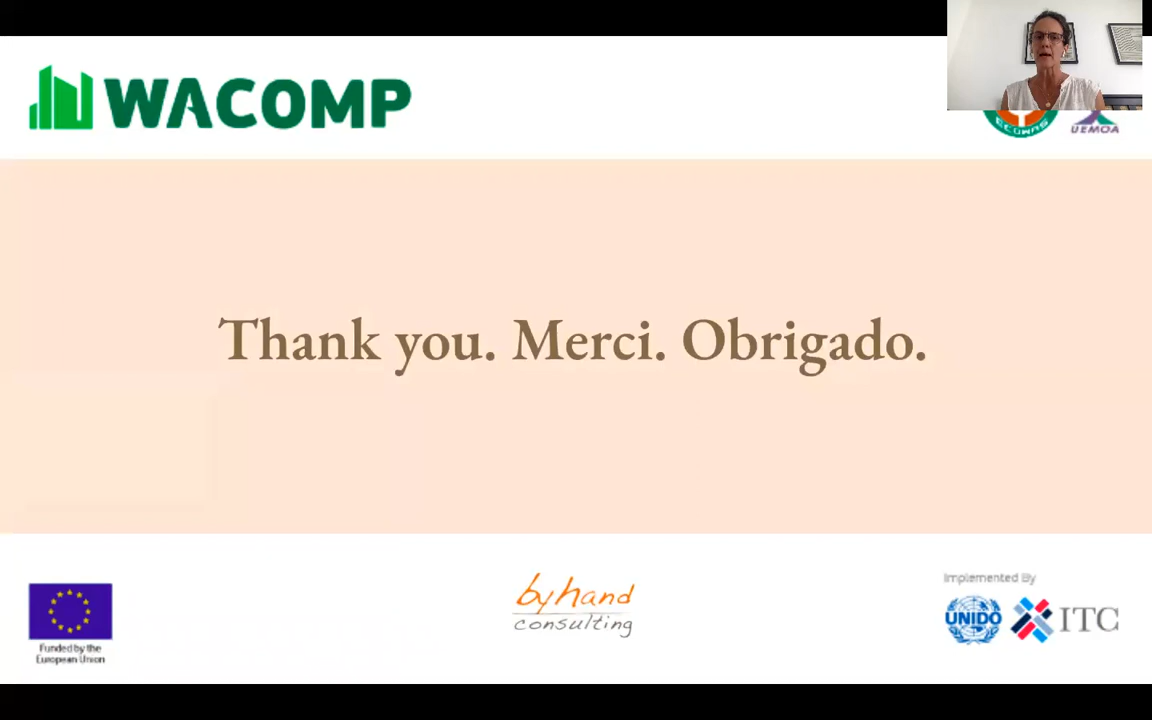 WACOMP
ECOWAS
UEMOA
Thank you. Merci. Obrigado.
Funded by the
European Union
byhand
consulting
Implemented By
UNIDO
ITC